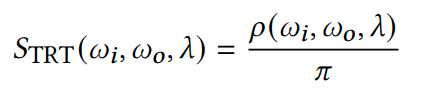 S_TRT(ω_i, ω_o, λ) = ρ(ω_i, ω_o, λ) / π